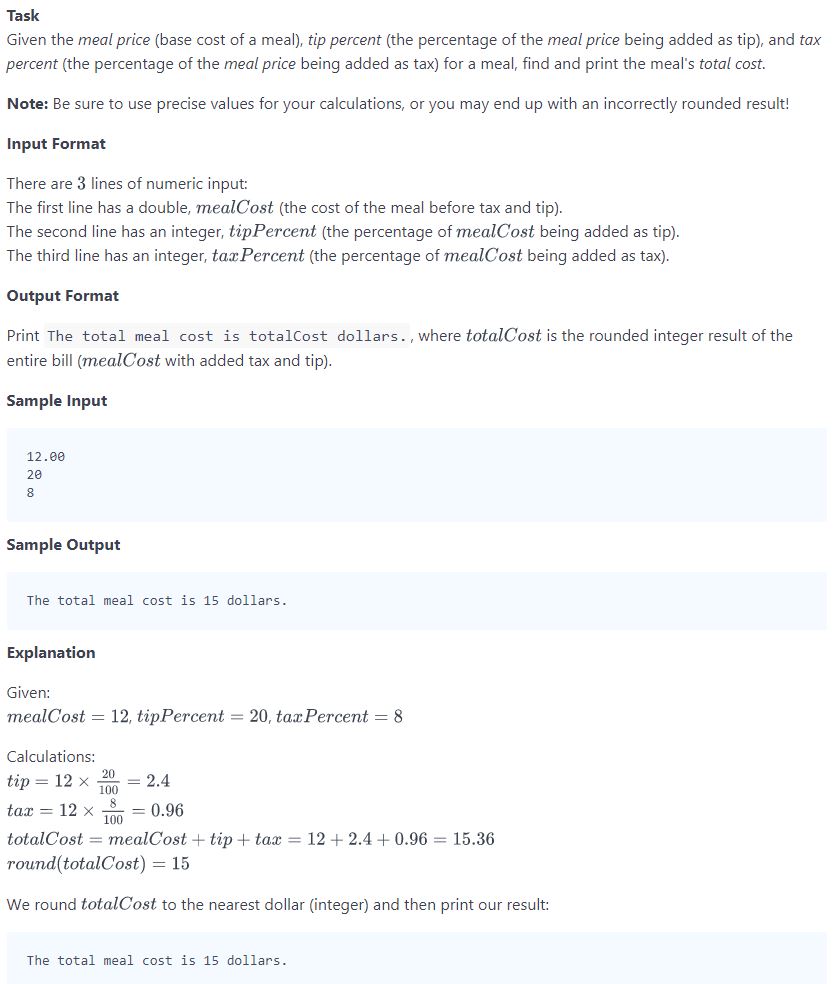 Task
Given the meal price (base cost of a meal), tip percent (the percentage of the meal price being added as tip), and tax
percent (the percentage of the meal price being added as tax) for a meal, find and print the meal's total cost.
Note: Be sure to use precise values for your calculations, or you may end up with an incorrectly rounded result!
Input Format
There are 3 lines of numeric input:
The first line has a double, mealCost (the cost of the meal before tax and tip).
The second line has an integer, tipPercent (the percentage of mealCost being added as tip).
The third line has an integer, taxPercent (the percentage of mealCost being added as tax).
Output Format
Print The total meal cost is totalCost dollars. , where totalCost is the rounded integer result of the
entire bill (mealCost with added tax and tip).
Sample Input
12.00
20
8
Sample Output
The total meal cost is 15 dollars.
Explanation
Given:
mealCost = 12, tipPercent = 20, taxPercent = 8
Calculations:
tip = 12 × 20/100 = 2.4
tax = 12 × 8/100 = 0.96
totalCost = mealCost + tip + tax = 12 + 2.4 + 0.96 = 15.36
round(totalCost) = 15
We round totalCost to the nearest dollar (integer) and then print our result:
The total meal cost is 15 dollars.